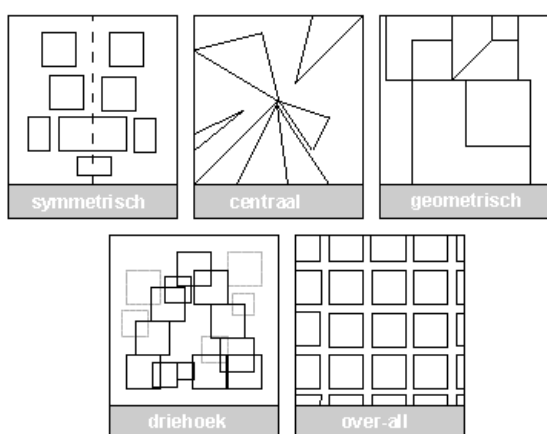 symmetrisch
centraal
geometrisch
driehoek
over-all